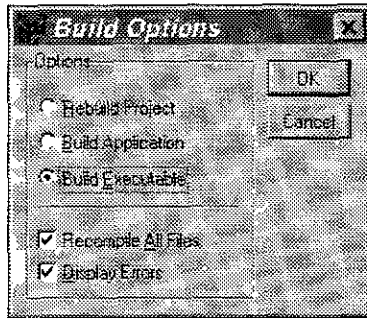 Build Options
Options
OK
Rebuild Project
Cancel
Build Application
Build Executable
Recompile All Files
Display Errors